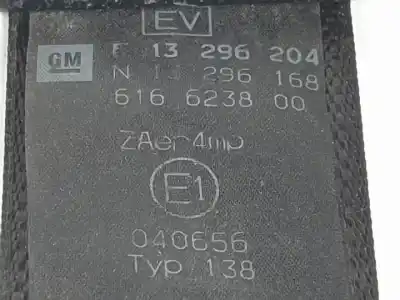 EV
GM
F 13 296 204
N 13 296 168
616 6238 00
ZAer4mp
E1
040656
Typ 138